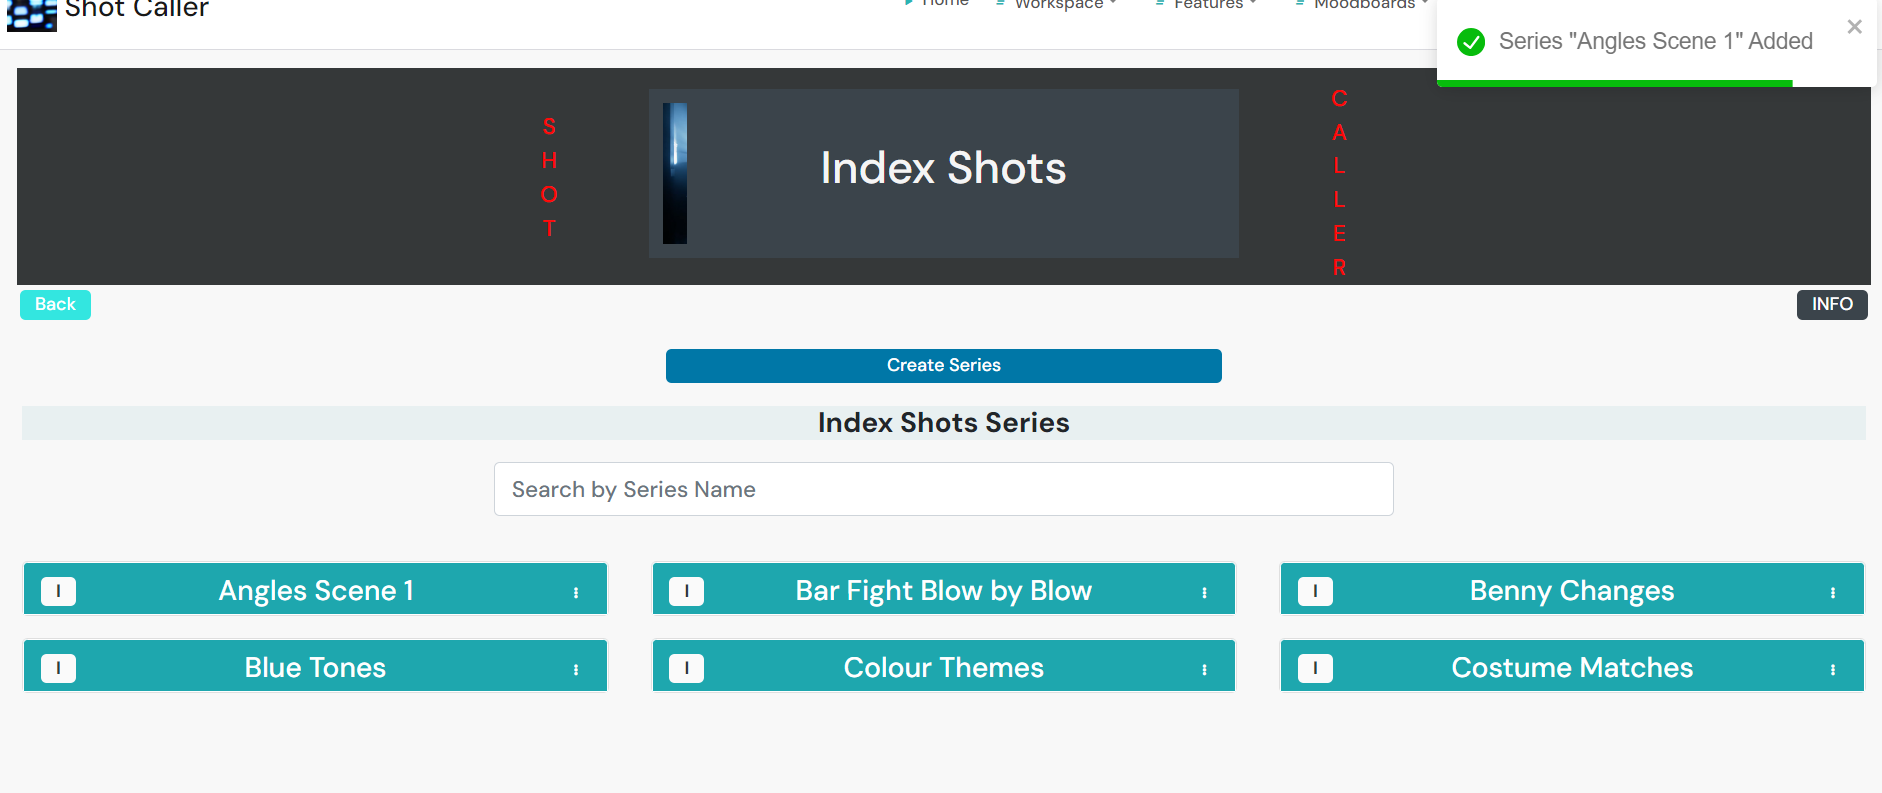 Shot Caller
Home Workspace Features Moodboards
Series "Angles Scene 1" Added
SHOT
Index Shots
CALLER
Back
INFO
Create Series
Index Shots Series
Search by Series Name
I Angles Scene 1
I Bar Fight Blow by Blow
I Benny Changes
I Blue Tones
I Colour Themes
I Costume Matches